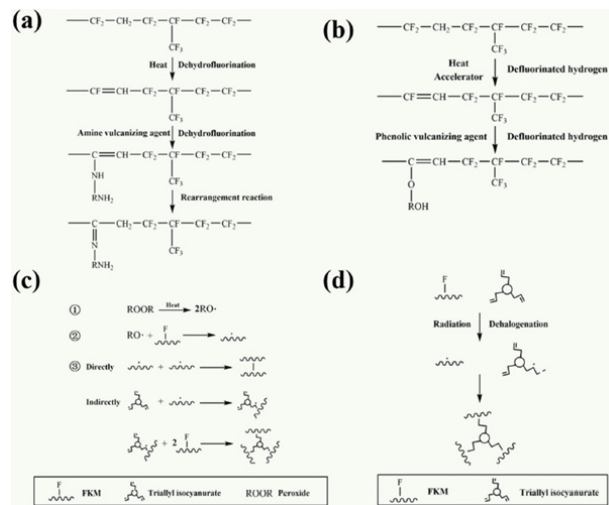 (a)
— CF₂—CH₂—CF₂—CF—CF₂—CF₂—
CF₃
Heat Dehydrofluorination
— CF=CH—CF₂—CF—CF₂—CF₂—
CF₃
Amine vulcanizing agent Dehydrofluorination
— C=CH—CF₂—CF—CF₂—CF₂—
NH
CF₃
RNH₂
Rearrangement reaction
— C—CH₂—CF₂—CF—CF₂—CF₂—
N
CF₃
RNH₂
(b)
— CF₂—CH₂—CF₂—CF—CF₂—CF₂—
CF₃
Heat
Accelerator
Defluorinated hydrogen
— CF=CH—CF₂—CF—CF₂—CF₂—
CF₃
Phenolic vulcanizing agent Defluorinated hydrogen
— C=CH—CF₂—CF—CF₂—CF₂—
O
CF₃
ROH
(c)
① ROOR Heat 2RO·
② RO· + F
③ Directly +
Indirectly +
+ 2 F
F
FKM Triallyl isocyanurate ROOR Peroxide
(d)
F
Radiation Dehalogenation
F
FKM Triallyl isocyanurate